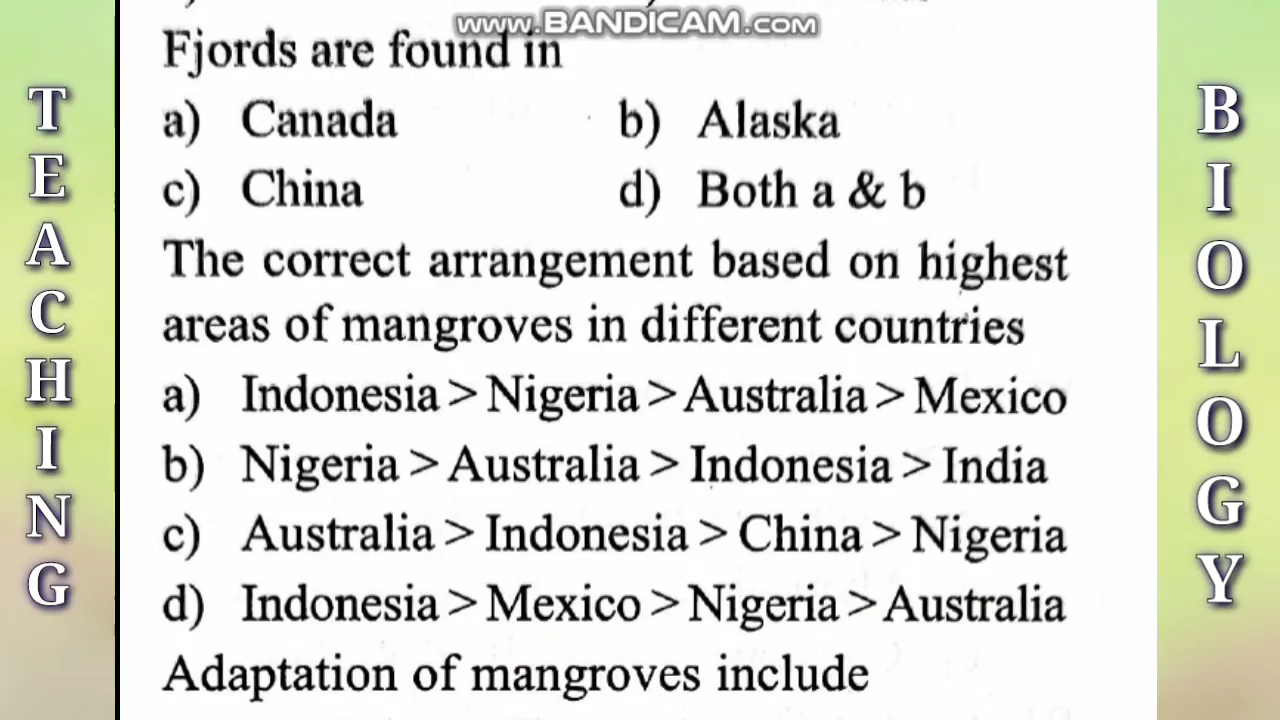 www.BANDICAM.com
Fjords are found in
a) Canada b) Alaska
c) China d) Both a & b
The correct arrangement based on highest
areas of mangroves in different countries
a) Indonesia > Nigeria > Australia > Mexico
b) Nigeria > Australia > Indonesia > India
c) Australia > Indonesia > China > Nigeria
d) Indonesia > Mexico > Nigeria > Australia
Adaptation of mangroves include
TEACHING
BIOLOGY